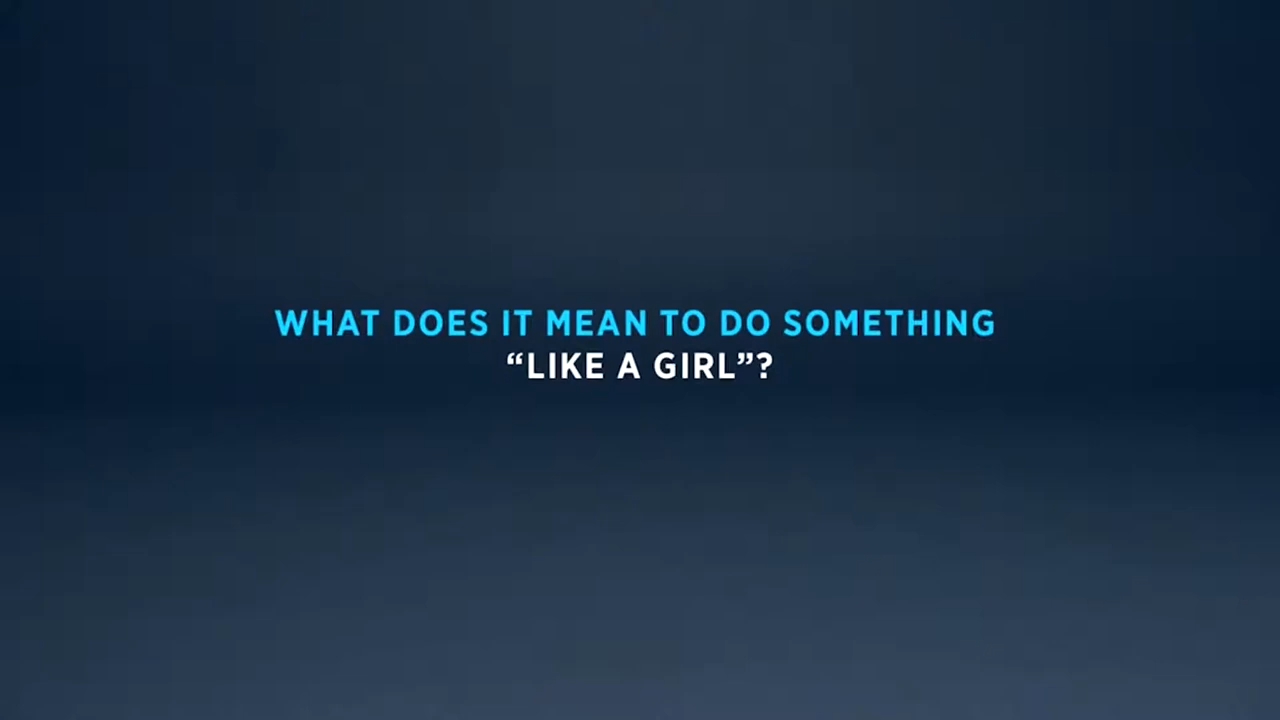 WHAT DOES IT MEAN TO DO SOMETHING
“LIKE A GIRL”?